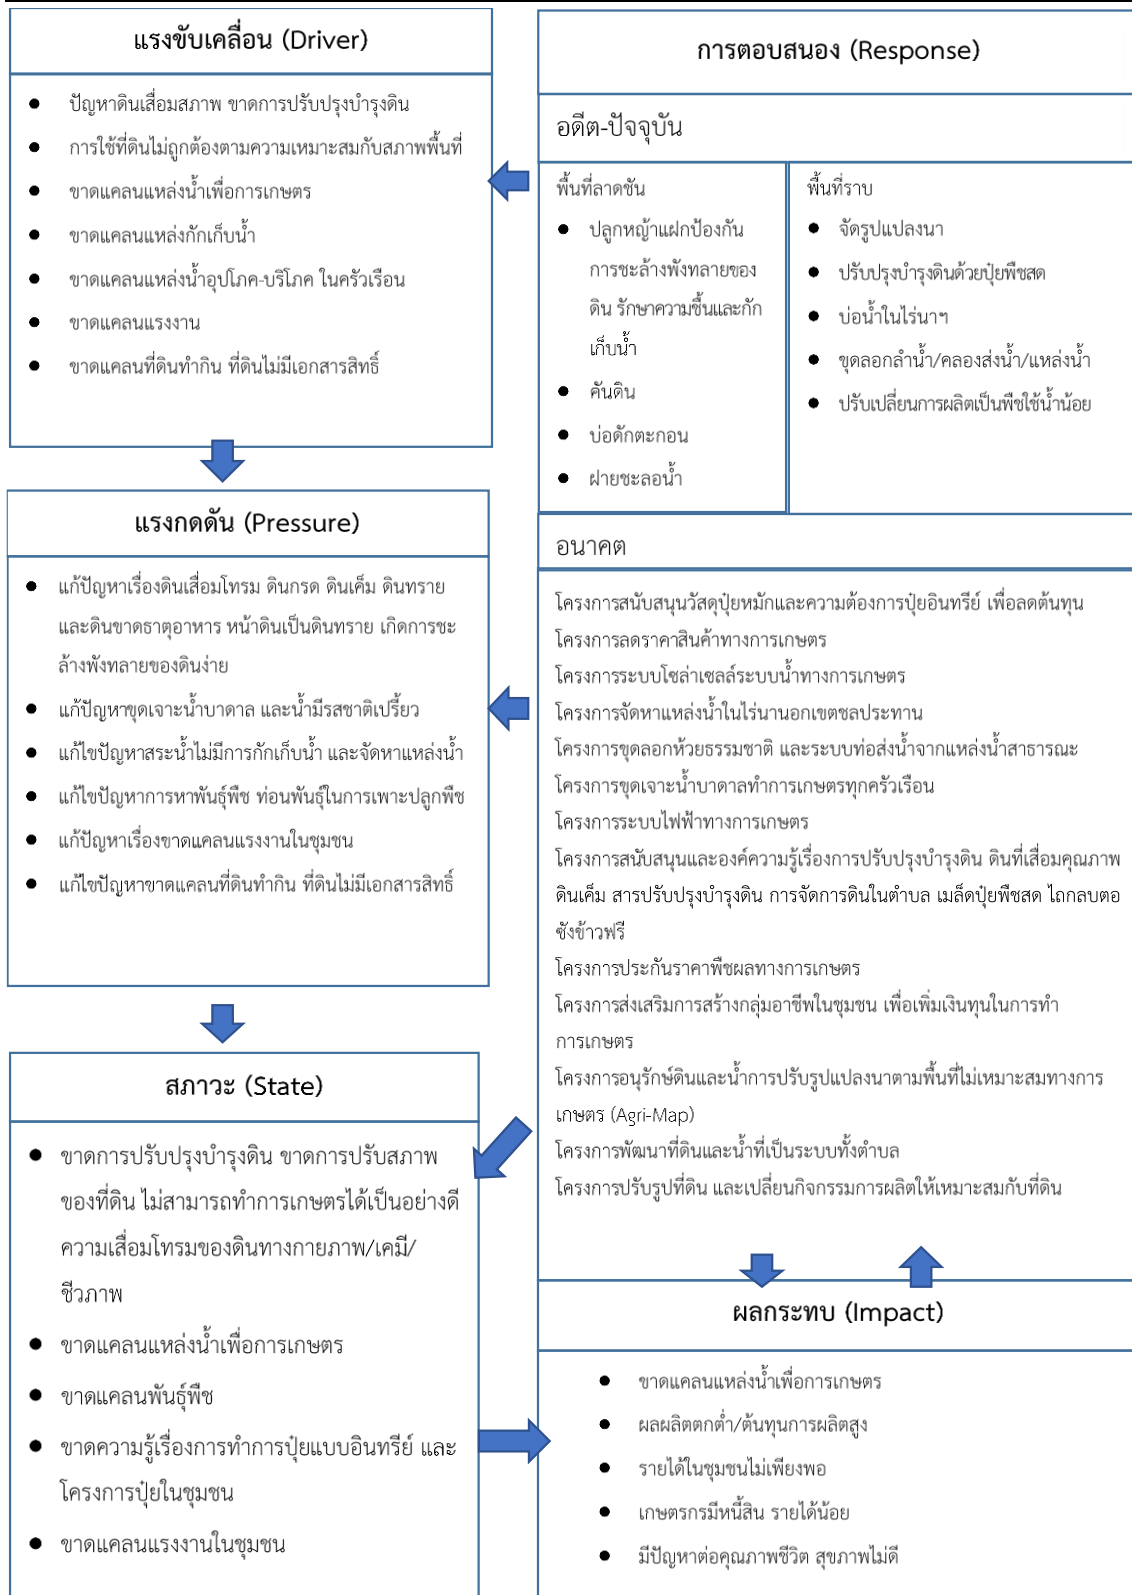 แรงขับเคลื่อน (Driver)
● ปัญหาดินเสื่อมสภาพ ขาดการปรับปรุงบำรุงดิน
● การใช้ที่ดินไม่ถูกต้องตามความเหมาะสมกับสภาพพื้นที่
● ขาดแคลนแหล่งน้ำเพื่อการเกษตร
● ขาดแคลนแหล่งกักเก็บน้ำ
● ขาดแคลนแหล่งน้ำอุปโภค-บริโภค ในครัวเรือน
● ขาดแคลนแรงงาน
● ขาดแคลนที่ดินทำกิน ที่ดินไม่มีเอกสารสิทธิ์
แรงกดดัน (Pressure)
● แก้ปัญหาเรื่องดินเสื่อมโทรม ดินกรด ดินเค็ม ดินทราย
และดินขาดธาตุอาหาร หน้าดินเป็นดินทราย เกิดการชะ
ล้างพังทลายของดินง่าย
● แก้ปัญหาขุดเจาะน้ำบาดาล และน้ำมีรสชาติเปรี้ยว
● แก้ไขปัญหาสระน้ำไม่มีการกักเก็บน้ำ และจัดหาแหล่งน้ำ
● แก้ไขปัญหาการหาพันธุ์พืช ท่อนพันธุ์ในการเพาะปลูกพืช
● แก้ปัญหาเรื่องขาดแคลนแรงงานในชุมชน
● แก้ไขปัญหาขาดแคลนที่ดินทำกิน ที่ดินไม่มีเอกสารสิทธิ์
สภาวะ (State)
● ขาดการปรับปรุงบำรุงดิน ขาดการปรับสภาพ
ของที่ดิน ไม่สามารถทำการเกษตรได้เป็นอย่างดี
ความเสื่อมโทรมของดินทางกายภาพ/เคมี/
ชีวภาพ
● ขาดแคลนแหล่งน้ำเพื่อการเกษตร
● ขาดแคลนพันธุ์พืช
● ขาดความรู้เรื่องการทำการปุ๋ยแบบอินทรีย์ และ
โครงการปุ๋ยในชุมชน
● ขาดแคลนแรงงานในชุมชน
การตอบสนอง (Response)
อดีต-ปัจจุบัน
พื้นที่ลาดชัน
● ปลูกหญ้าแฝกป้องกัน
การชะล้างพังทลายของ
ดิน รักษาความชื้นและกัก
เก็บน้ำ
● คันดิน
● บ่อดักตะกอน
● ฝายชะลอน้ำ
พื้นที่ราบ
● จัดรูปแปลงนา
● ปรับปรุงบำรุงดินด้วยปุ๋ยพืชสด
● บ่อน้ำในไร่นาฯ
● ขุดลอกลำน้ำ/คลองส่งน้ำ/แหล่งน้ำ
● ปรับเปลี่ยนการผลิตเป็นพืชใช้น้ำน้อย
อนาคต
โครงการสนับสนุนวัสดุปุ๋ยหมักและความต้องการปุ๋ยอินทรีย์ เพื่อลดต้นทุน
โครงการลดราคาสินค้าทางการเกษตร
โครงการระบบโซล่าเซลล์ระบบน้ำทางการเกษตร
โครงการจัดหาแหล่งน้ำในไร่นานอกเขตชลประทาน
โครงการขุดลอกห้วยธรรมชาติ และระบบท่อส่งน้ำจากแหล่งน้ำสาธารณะ
โครงการขุดเจาะน้ำบาดาลทำการเกษตรทุกครัวเรือน
โครงการระบบไฟฟ้าทางการเกษตร
โครงการสนับสนุนและองค์ความรู้เรื่องการปรับปรุงบำรุงดิน ดินที่เสื่อมคุณภาพ
ดินเค็ม สารปรับปรุงบำรุงดิน การจัดการดินในตำบล เมล็ดปุ๋ยพืชสด ไถกลบตอ
ซังข้าวฟรี
โครงการประกันราคาพืชผลทางการเกษตร
โครงการส่งเสริมการสร้างกลุ่มอาชีพในชุมชน เพื่อเพิ่มเงินทุนในการทำ
การเกษตร
โครงการอนุรักษ์ดินและน้ำการปรับรูปแปลงนาตามพื้นที่ไม่เหมาะสมทางการ
เกษตร (Agri-Map)
โครงการพัฒนาที่ดินและน้ำที่เป็นระบบทั้งตำบล
โครงการปรับรูปที่ดิน และเปลี่ยนกิจกรรมการผลิตให้เหมาะสมกับที่ดิน
ผลกระทบ (Impact)
● ขาดแคลนแหล่งน้ำเพื่อการเกษตร
● ผลผลิตตกต่ำ/ต้นทุนการผลิตสูง
● รายได้ในชุมชนไม่เพียงพอ
● เกษตรกรมีหนี้สิน รายได้น้อย
● มีปัญหาต่อคุณภาพชีวิต สุขภาพไม่ดี